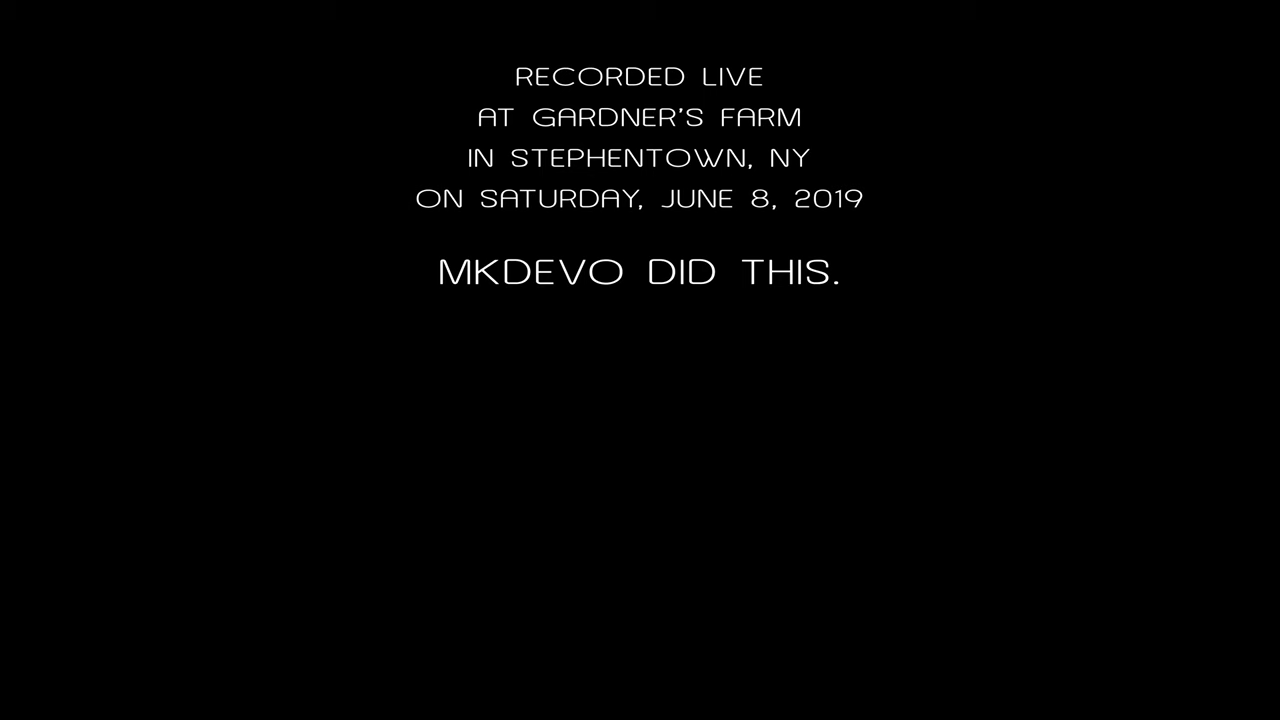 RECORDED LIVE
AT GARDNER'S FARM
IN STEPHENTOWN, NY
ON SATURDAY, JUNE 8, 2019
MKDEVO DID THIS.